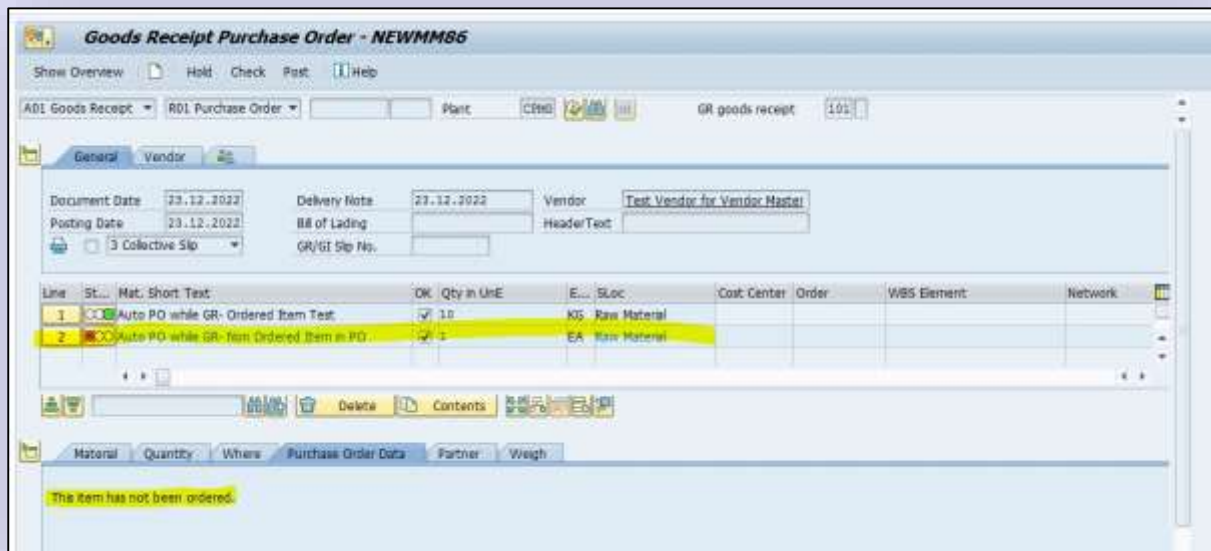 Goods Receipt Purchase Order - NEWMM86
Show Overview Hold Check Post Help
A01 Goods Receipt R01 Purchase Order Plant GR goods receipt 101
General Vendor
Document Date 23.12.2022 Delivery Note 23.12.2022 Vendor Test Vendor for Vendor Master
Posting Date 23.12.2022 Bill of Lading HeaderText
3 Collective Slip GR/GI Slip No.
Line St... Mat. Short Text OK Qty in UnE E... SLoc Cost Center Order WBS Element Network
1 Auto PO while GR- Ordered Item Test 10 KG Raw Material
2 Auto PO while GR- Non Ordered Item in PO EA Raw Material
Delete Contents
Material Quantity Where Purchase Order Data Partner Weigh
This item has not been ordered.